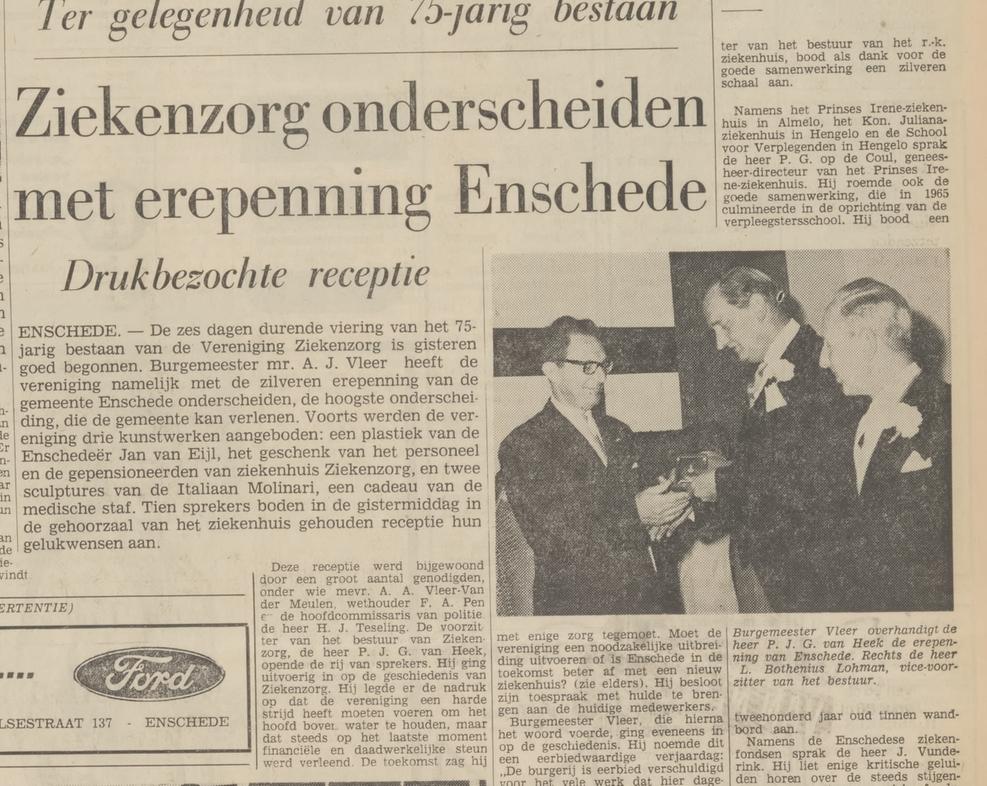 Ter gelegenheid van 75-jarig bestaan
Ziekenzorg onderscheiden
met erepenning Enschede
Drukbezochte receptie
ENSCHEDE. — De zes dagen durende viering van het 75-
jarig bestaan van de Vereniging Ziekenzorg is gisteren
goed begonnen. Burgemeester mr. A. J. Vleer heeft de
vereniging namelijk met de zilveren erepenning van de
gemeente Enschede onderscheiden, de hoogste onderschei-
ding, die de gemeente kan verlenen. Voorts werden de ver-
eniging drie kunstwerken aangeboden: een plastiek van de
Enschedeër Jan van Eijl, het geschenk van het personeel
en de gepensioneerden van ziekenhuis Ziekenzorg, en twee
sculptures van de Italiaan Molinari, een cadeau van de
medische staf. Tien sprekers boden in de gistermiddag in
de gehoorzaal van het ziekenhuis gehouden receptie hun
gelukwensen aan.
vindt
ERTENTIE)
Ford
LSESTRAAT 137 - ENSCHEDE
Deze receptie werd bijgewoond
door een groot aantal genodigden,
onder wie mevr. A. A. Vleer-Van
der Meulen, wethouder F. A. Pen
de hoofdcommissaris van politie
de heer H. J. Teseling. De voorzit-
ter van het bestuur van Zieken-
zorg, de heer P. J. G. van Heek,
opende de rij van sprekers. Hij ging
uitvoerig in op de geschiedenis van
Ziekenzorg. Hij legde er de nadruk
op dat de vereniging een harde
strijd heeft moeten voeren om het
hoofd boven water te houden, maar
dat steeds op het laatste moment
financiële en daadwerkelijke steun
werd verleend. De toekomst zag hij
met enige zorg tegemoet. Moet de
vereniging een noodzakelijke uitbrei-
ding uitvoeren of is Enschede in de
toekomst beter af met een nieuw
ziekenhuis? (zie elders). Hij besloot
zijn toespraak met hulde te bren-
gen aan de huidige medewerkers.
Burgemeester Vleer, die hierna
het woord voerde, ging eveneens in
op de geschiedenis. Hij noemde dit
een eerbiedwaardige verjaardag:
„De burgerij is eerbied verschuldigd
voor het vele werk dat hier dage-
ter van het bestuur van het r.-k.
ziekenhuis, bood als dank voor de
goede samenwerking een zilveren
schaal aan.
Namens het Prinses Irene-zieken-
huis in Almelo, het Kon. Juliana-
ziekenhuis in Hengelo en de School
voor Verplegenden in Hengelo sprak
de heer P. G. op de Coul, genees-
heer-directeur van het Prinses Ire-
ne-ziekenhuis. Hij roemde ook de
goede samenwerking, die in 1965
culmineerde in de oprichting van de
verpleegstersschool. Hij bood een
Burgemeester Vleer overhandigt de
heer P. J. G. van Heek de erepen-
ning van Enschede. Rechts de heer
L. Bothenius Lohman, vice-voor-
zitter van het bestuur.
tweehonderd jaar oud tinnen wand-
bord aan.
Namens de Enschedese zieken-
fondsen sprak de heer J. Vunde-
rink. Hij liet enige kritische gelui-
den horen over de steeds stijgen-